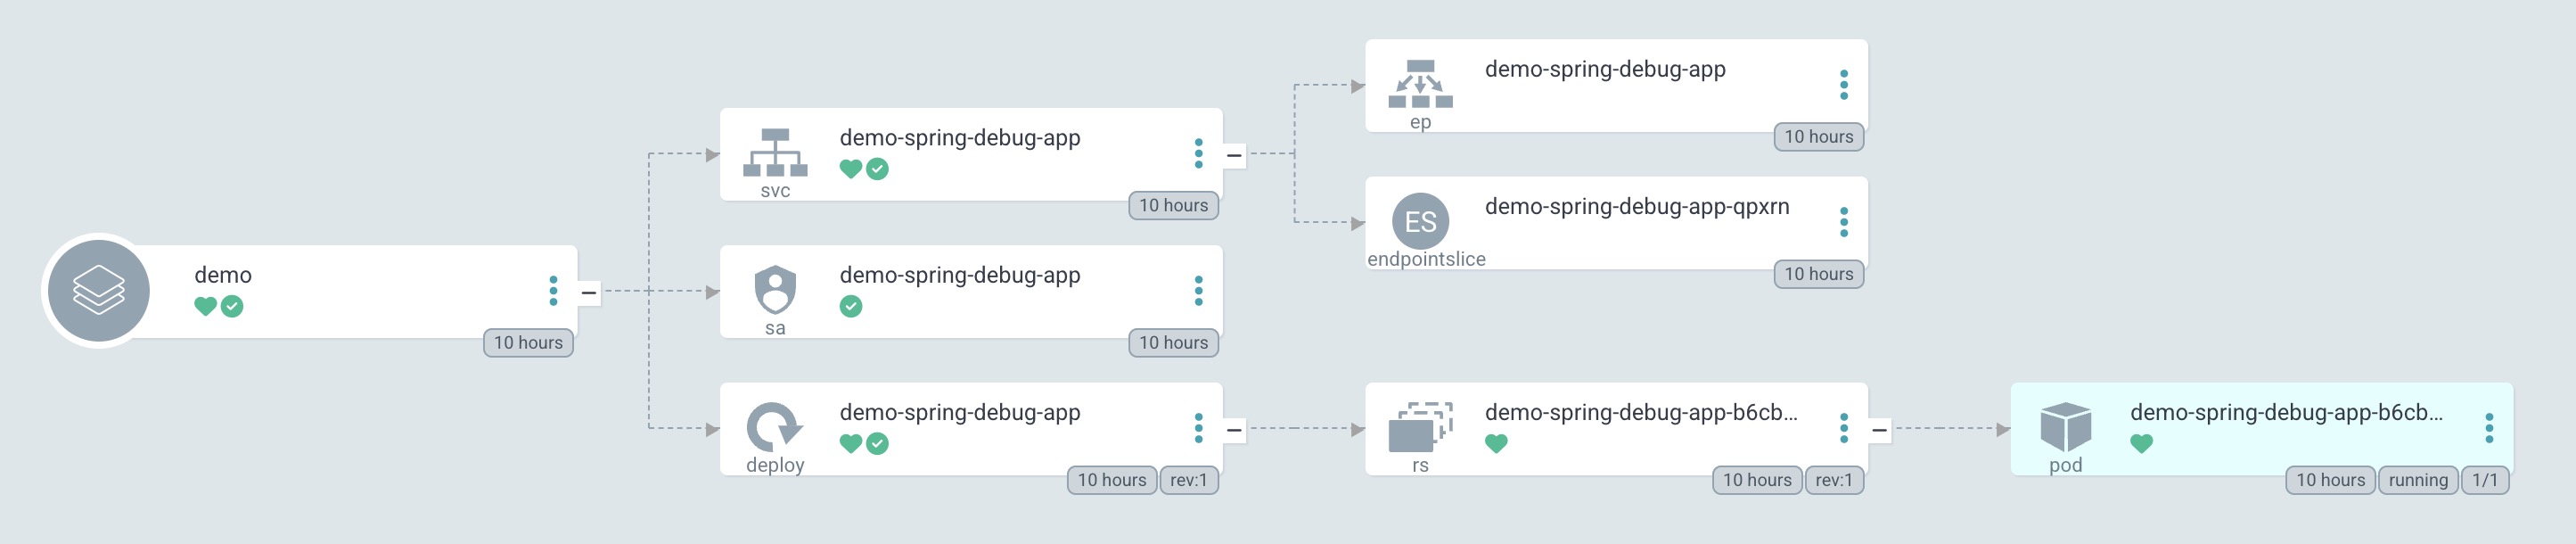 demo
10 hours
demo-spring-debug-app
svc
10 hours
demo-spring-debug-app
sa
10 hours
demo-spring-debug-app
deploy
10 hours rev:1
demo-spring-debug-app
ep
10 hours
ES
demo-spring-debug-app-qpxrn
endpointslice
10 hours
demo-spring-debug-app-b6cb...
rs
10 hours rev:1
demo-spring-debug-app-b6cb...
pod
10 hours running 1/1